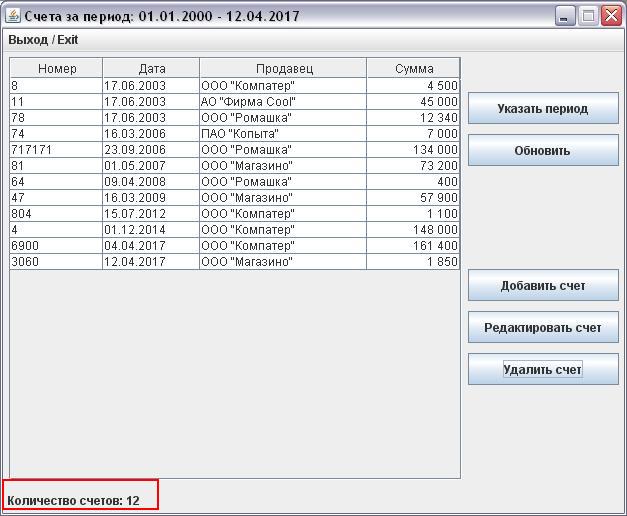 Счета за период: 01.01.2000 - 12.04.2017
Выход / Exit
Номер Дата Продавец Сумма
8 17.06.2003 ООО "Компатер" 4 500
11 17.06.2003 АО "Фирма Cool" 45 000
78 17.06.2003 ООО "Ромашка" 12 340
74 16.03.2006 ПАО "Копыта" 7 000
717171 23.09.2006 ООО "Ромашка" 134 000
81 01.05.2007 ООО "Магазино" 73 200
64 09.04.2008 ООО "Ромашка" 400
47 16.03.2009 ООО "Магазино" 57 900
804 15.07.2012 ООО "Компатер" 1 100
4 01.12.2014 ООО "Компатер" 148 000
6900 04.04.2017 ООО "Компатер" 161 400
3060 12.04.2017 ООО "Магазино" 1 850
Указать период
Обновить
Добавить счет
Редактировать счет
Удалить счет
Количество счетов: 12